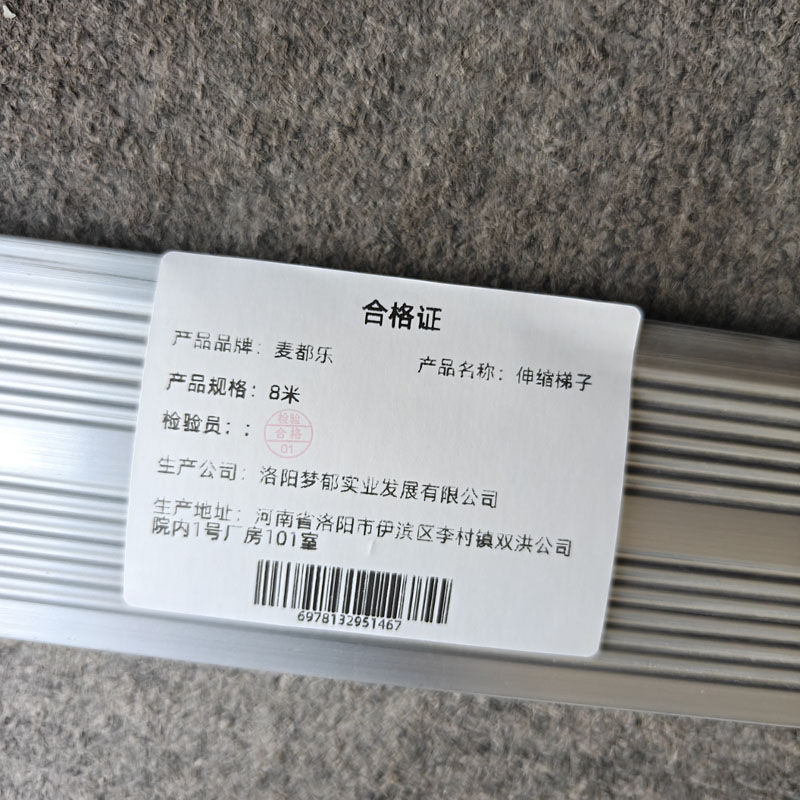 合格证
产品品牌：麦都乐
产品名称：伸缩梯子
产品规格：8米
检验员：：
检验
合格
01
生产公司：洛阳梦郁实业发展有限公司
生产地址：河南省洛阳市伊滨区李村镇双洪公司
院内1号厂房101室
6978132951467